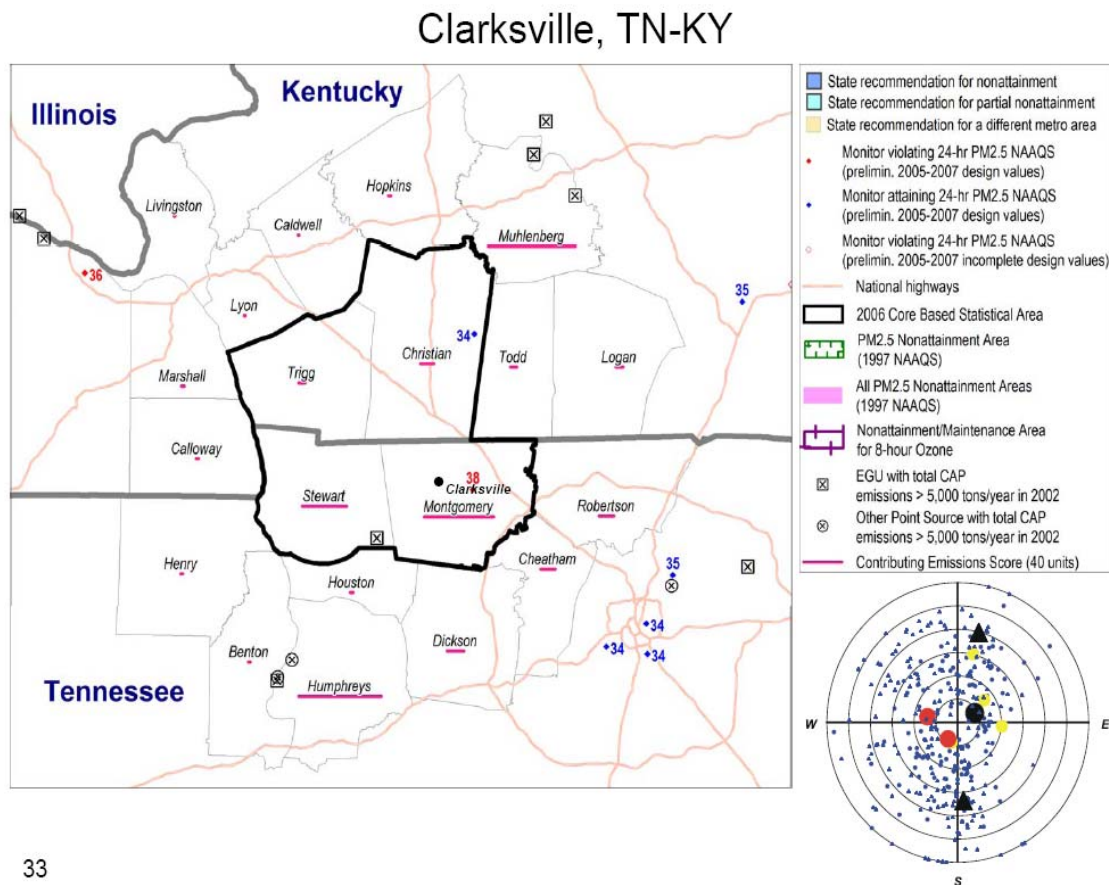 Clarksville, TN-KY
Illinois
Kentucky
Hopkins
Livingston
Caldwell
Muhlenberg
36
35
Lyon
34
Christian
Todd
Logan
Trigg
Marshall
Calloway
38
Clarksville
Stewart
Montgomery
Robertson
Henry
Cheatham
Houston
35
34
Dickson
34
34
Benton
Tennessee
Humphreys
State recommendation for nonattainment
State recommendation for partial nonattainment
State recommendation for a different metro area
Monitor violating 24-hr PM2.5 NAAQS
(prelimin. 2005-2007 design values)
Monitor attaining 24-hr PM2.5 NAAQS
(prelimin. 2005-2007 design values)
Monitor violating 24-hr PM2.5 NAAQS
(prelimin. 2005-2007 incomplete design values)
National highways
2006 Core Based Statistical Area
PM2.5 Nonattainment Area
(1997 NAAQS)
All PM2.5 Nonattainment Areas
(1997 NAAQS)
Nonattainment/Maintenance Area
for 8-hour Ozone
EGU with total CAP
emissions > 5,000 tons/year in 2002
Other Point Source with total CAP
emissions > 5,000 tons/year in 2002
Contributing Emissions Score (40 units)
W
E
S
33